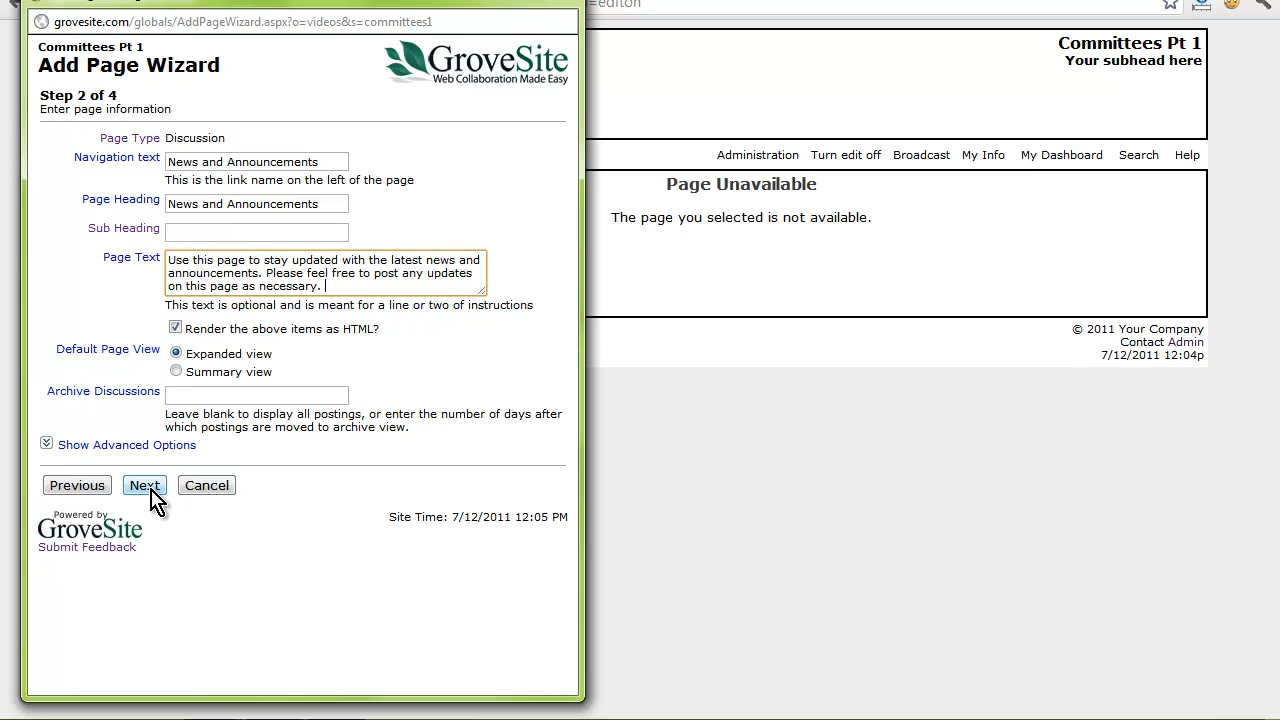 =editon
grovesite.com/globals/AddPageWizard.aspx?o=videos&s=committees1
Committees Pt 1
Add Page Wizard
GroveSite
Web Collaboration Made Easy
Step 2 of 4
Enter page information
Page Type Discussion
Navigation text News and Announcements
This is the link name on the left of the page
Page Heading News and Announcements
Sub Heading
Page Text Use this page to stay updated with the latest news and
announcements. Please feel free to post any updates
on this page as necessary.
This text is optional and is meant for a line or two of instructions
Render the above items as HTML?
Default Page View Expanded view
Summary view
Archive Discussions
Leave blank to display all postings, or enter the number of days after
which postings are moved to archive view.
Show Advanced Options
Previous Next Cancel
Powered by
GroveSite
Submit Feedback
Site Time: 7/12/2011 12:05 PM
Committees Pt 1
Your subhead here
Administration Turn edit off Broadcast My Info My Dashboard Search Help
Page Unavailable
The page you selected is not available.
© 2011 Your Company
Contact Admin
7/12/2011 12:04p